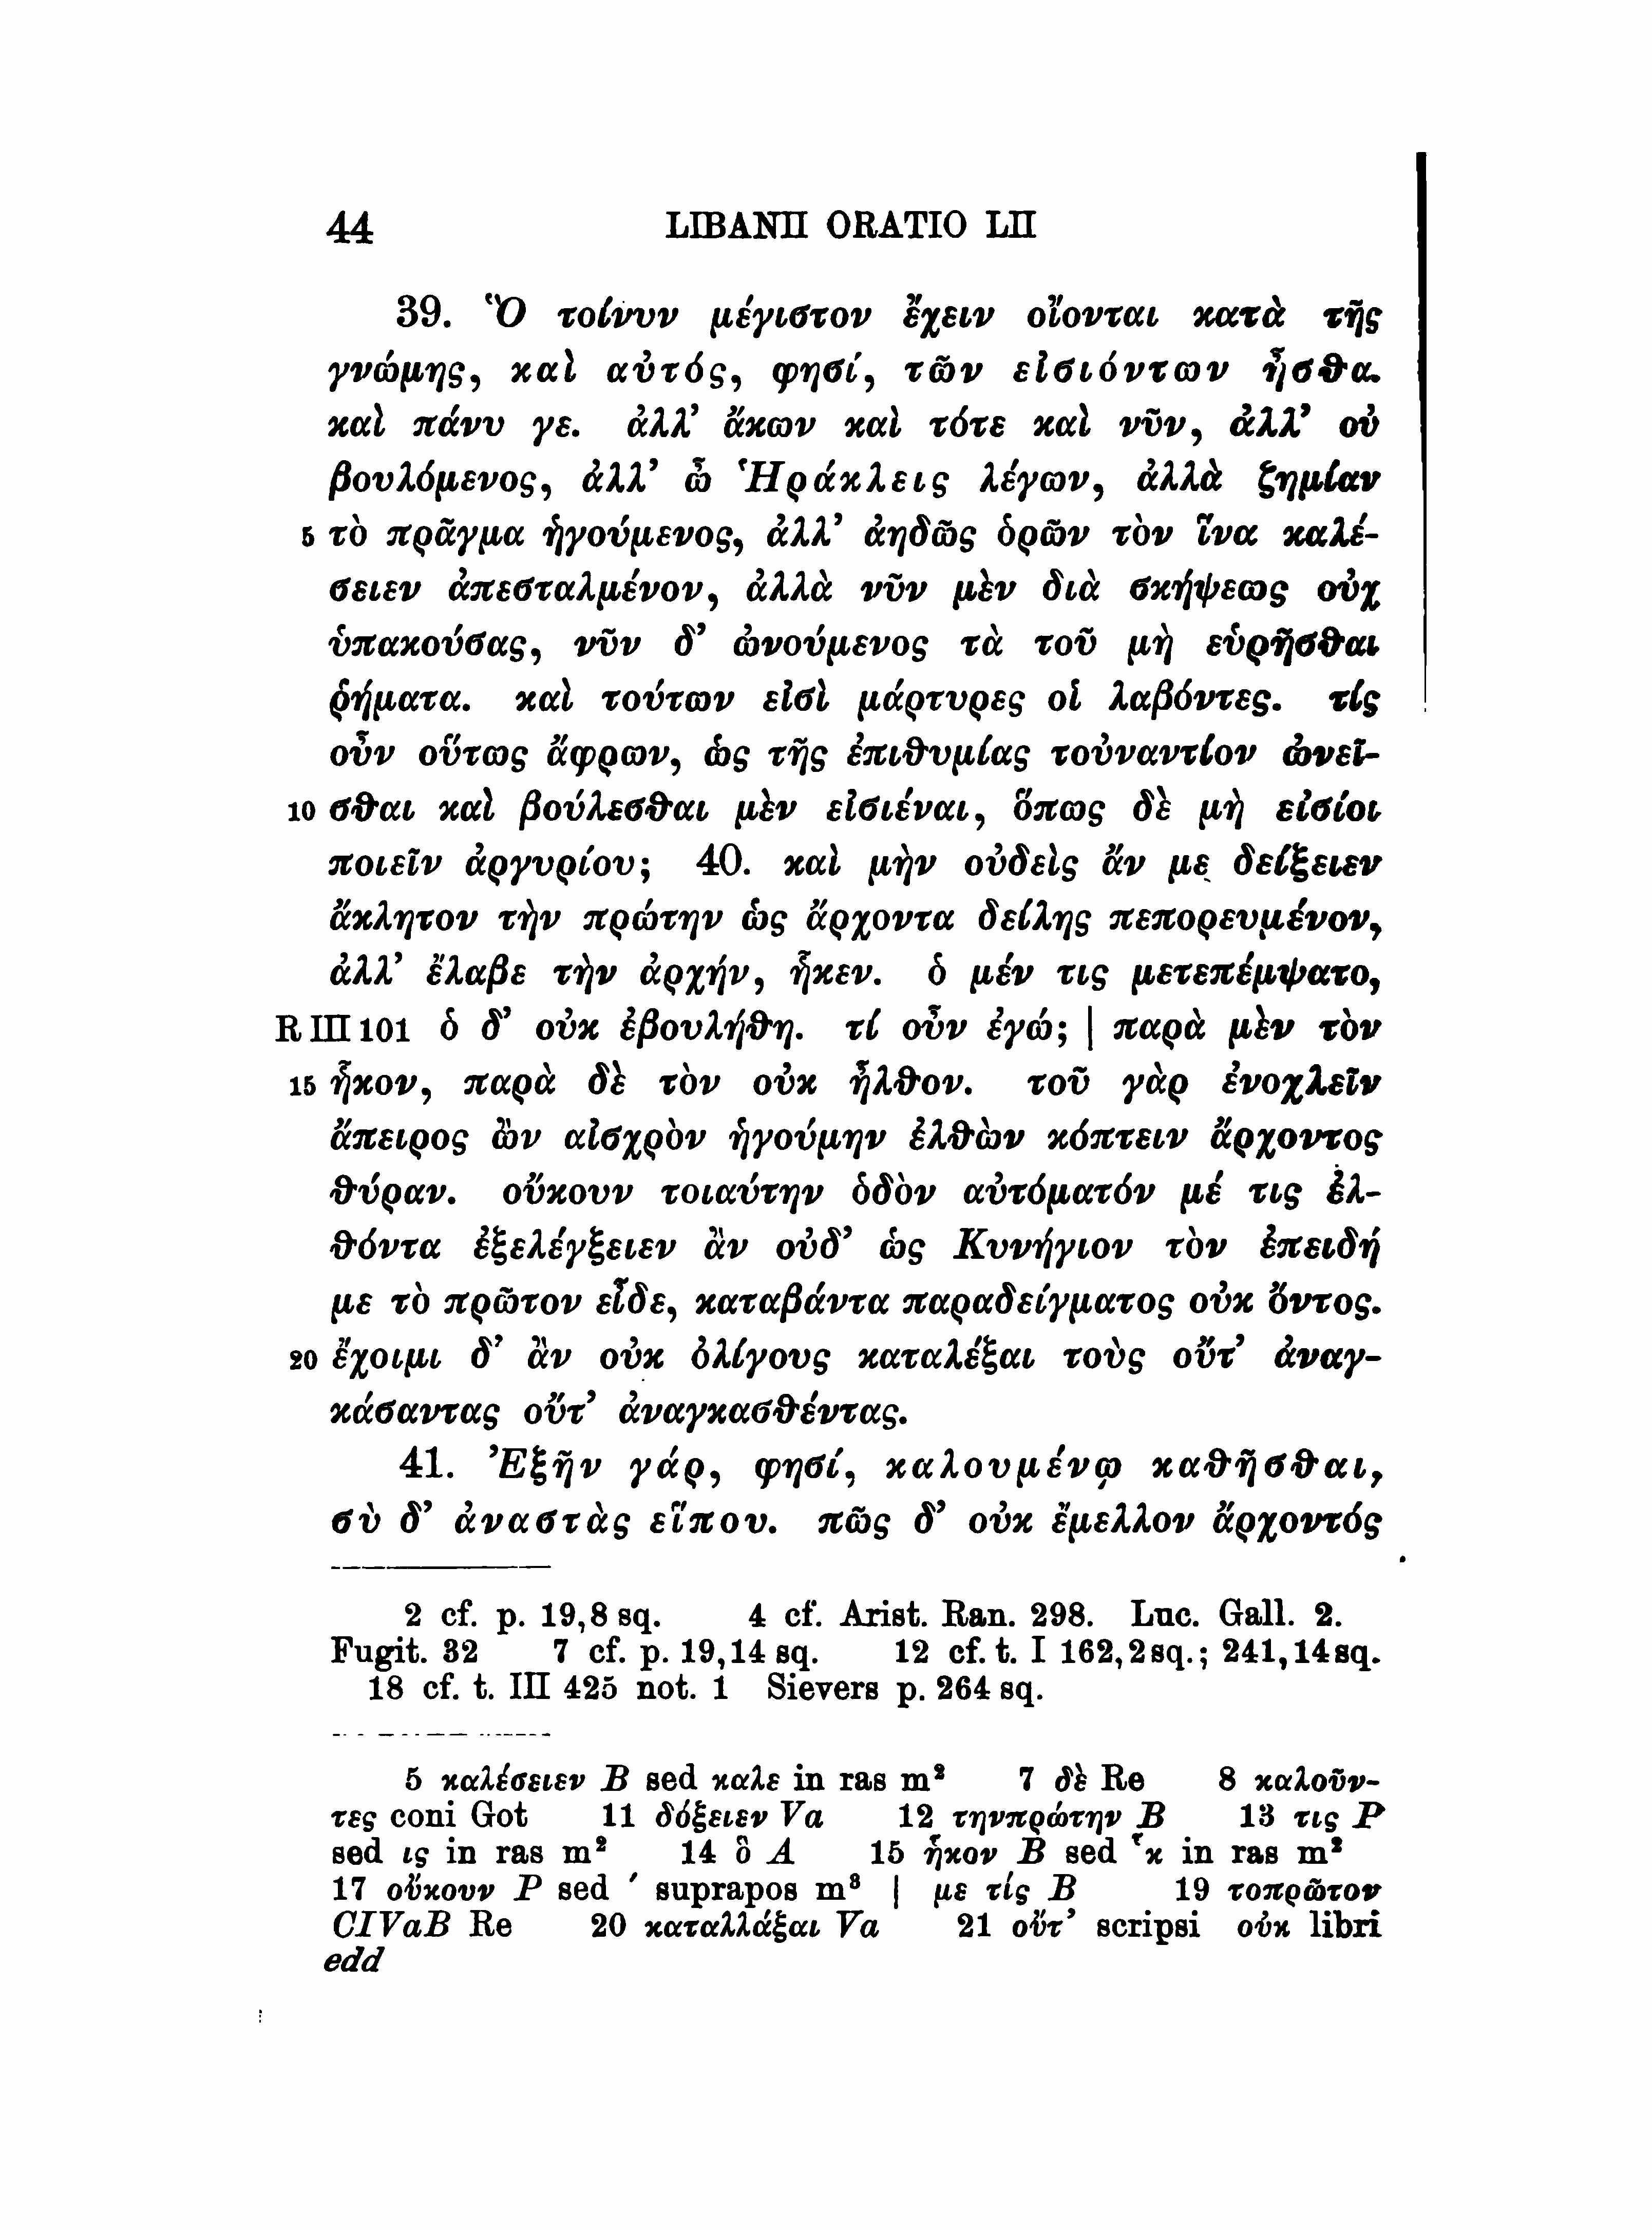 44 LIBANII ORATIO LII
39. Ὃ τοίνυν μέγιστον ἔχειν οἴονται κατὰ τῆς
γνώμης, καὶ αὐτός, φησί, τῶν εἰσιόντων ἦσθα.
καὶ πάνυ γε. ἀλλ’ ἄκων καὶ τότε καὶ νῦν, ἀλλ’ οὐ
βουλόμενος, ἀλλ’ ὦ Ἡράκλεις λέγων, ἀλλὰ ζημίαν
5 τὸ πρᾶγμα ἡγούμενος, ἀλλ’ ἀηδῶς ὁρῶν τὸν ἵνα καλέ-
σειεν ἀπεσταλμένον, ἀλλὰ νῦν μὲν διὰ σκήψεως οὐχ
ὑπακούσας, νῦν δ’ ὠνούμενος τὰ τοῦ μὴ εὑρῆσθαι
ῥήματα. καὶ τούτων εἰσὶ μάρτυρες οἱ λαβόντες. τίς
οὖν οὕτως ἄφρων, ὡς τῆς ἐπιθυμίας τοὐναντίον ὠνεῖ-
10 σθαι καὶ βούλεσθαι μὲν εἰσιέναι, ὅπως δὲ μὴ εἰσίοι
ποιεῖν ἀργυρίου; 40. καὶ μὴν οὐδεὶς ἄν με δείξειεν
ἄκλητον τὴν πρώτην ὡς ἄρχοντα δείλης πεπορευμένον,
ἀλλ’ ἔλαβε τὴν ἀρχήν, ἧκεν. ὁ μέν τις μετεπέμψατο,
R III 101 ὁ δ’ οὐκ ἐβουλήθη. τί οὖν ἐγώ; | παρὰ μὲν τὸν
15 ἧκον, παρὰ δὲ τὸν οὐκ ἦλθον. τοῦ γὰρ ἐνοχλεῖν
ἄπειρος ὢν αἰσχρὸν ἡγούμην ἐλθὼν κόπτειν ἄρχοντος
θύραν. οὔκουν τοιαύτην ὁδὸν αὐτόματόν μέ τις ἐλ-
θόντα ἐξελέγξειεν ἂν οὐδ’ ὡς Κυνήγιον τὸν ἐπειδή
με τὸ πρῶτον εἶδε, καταβάντα παραδείγματος οὐκ ὄντος.
20 ἔχοιμι δ’ ἂν οὐκ ὀλίγους καταλέξαι τοὺς οὔτ’ ἀναγ-
κάσαντας οὔτ’ ἀναγκασθέντας.
41. Ἐξῆν γάρ, φησί, καλουμένῳ καθῆσθαι,
σὺ δ’ ἀναστὰς εἵπου. πῶς δ’ οὐκ ἔμελλον ἄρχοντός
2 cf. p. 19,8 sq. 4 cf. Arist. Ran. 298. Luc. Gall. 2.
Fugit. 32 7 cf. p. 19,14 sq. 12 cf. t. I 162,2sq.; 241,14sq.
18 cf. t. III 425 not. 1 Sievers p. 264 sq.
5 καλέσειεν B sed καλε in ras m² 7 δὲ Re 8 καλοῦν-
τες coni Got 11 δόξειεν Va 12 τηνπρώτην B 13 τις P
sed ις in ras m² 14 ὃ A 15 ἧκον B sed ῾κ in ras m²
17 οὔκουν P sed ´ suprapos m³ | με τίς B 19 τοπρῶτον
CIVaB Re 20 καταλλάξαι Va 21 οὔτ’ scripsi οὐκ libri
edd